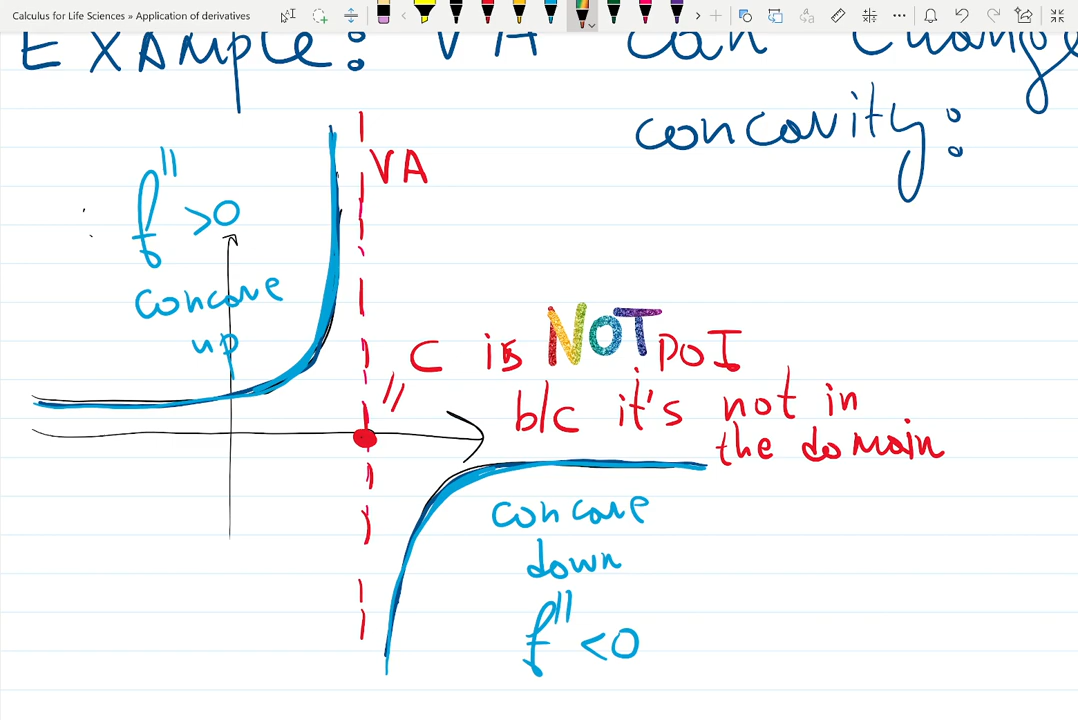 Calculus for Life Sciences » Application of derivatives
Example: VA can change
concavity:
VA
f'' >0
concave
up
C is NOT POI
b/c it's not in
the domain
concave
down
f'' <0